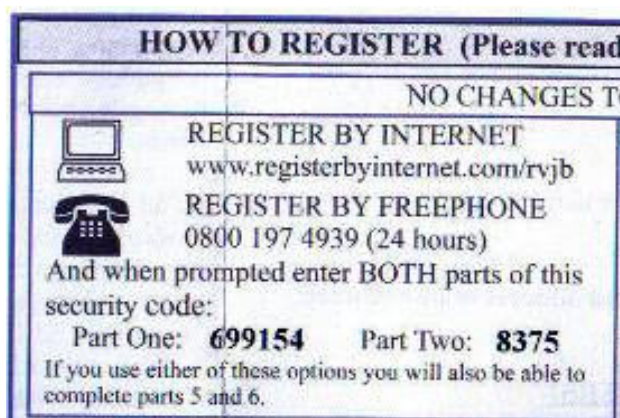 HOW TO REGISTER (Please read
NO CHANGES TO
REGISTER BY INTERNET
www.registerbyinternet.com/rvjb
REGISTER BY FREEPHONE
0800 197 4939 (24 hours)
And when prompted enter BOTH parts of this
security code:
Part One: 699154 Part Two: 8375
If you use either of these options you will also be able to
complete parts 5 and 6.